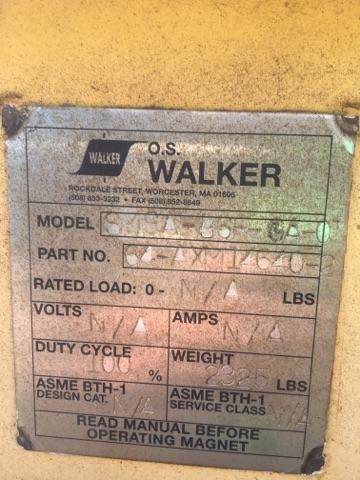 WALKER
O.S.
WALKER
ROCKDALE STREET, WORCESTER, MA 01606
(508) 853-3232 • FAX (508) 852-8649
MODEL
PART NO.
RATED LOAD: 0 - N/A LBS
VOLTS N/A AMPS N/A
DUTY CYCLE 100 % WEIGHT 2325 LBS
ASME BTH-1 DESIGN CAT. N/A ASME BTH-1 SERVICE CLASS N/A
READ MANUAL BEFORE
OPERATING MAGNET